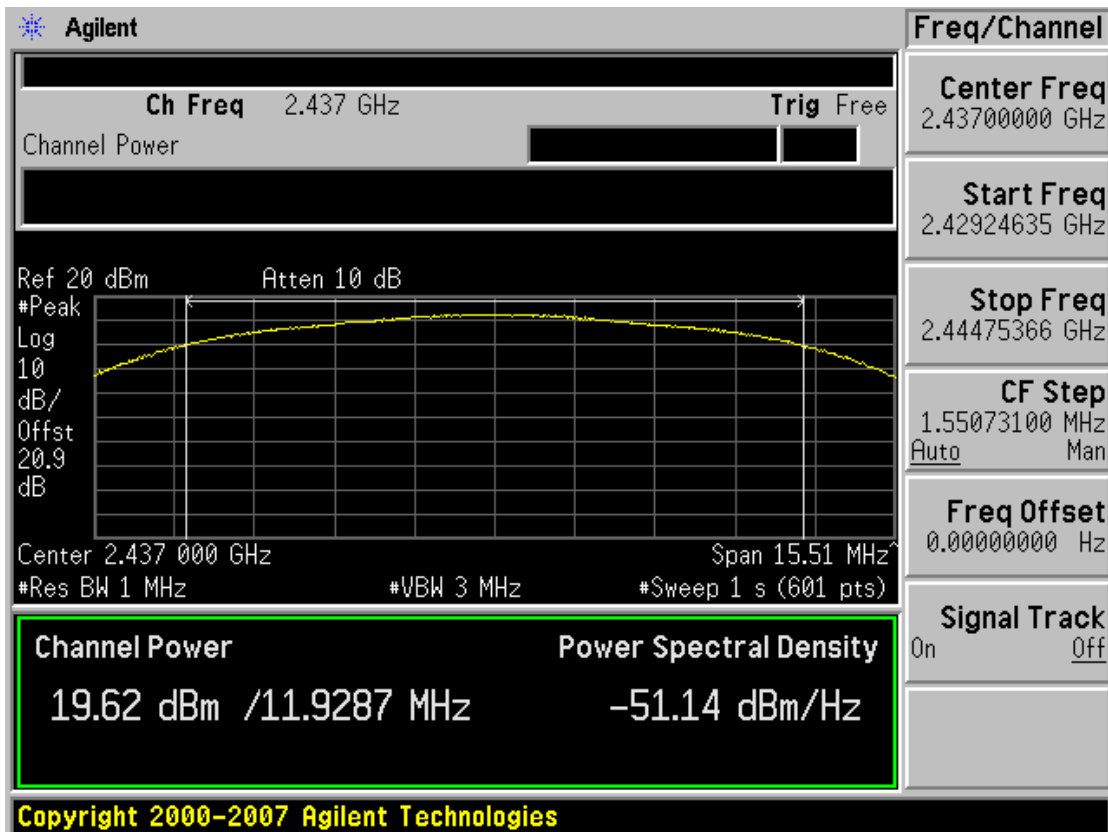 Agilent
Freq/Channel
Ch Freq 2.437 GHz Trig Free
Channel Power
Center Freq
2.43700000 GHz
Start Freq
2.42924635 GHz
Stop Freq
2.44475366 GHz
CF Step
1.55073100 MHz
Auto Man
Freq Offset
0.00000000 Hz
Signal Track
On Off
Ref 20 dBm Atten 10 dB
#Peak
Log
10
dB/
Offst
20.9
dB
Center 2.437 000 GHz Span 15.51 MHz^
#Res BW 1 MHz #VBW 3 MHz #Sweep 1 s (601 pts)
Channel Power Power Spectral Density
19.62 dBm /11.9287 MHz -51.14 dBm/Hz
Copyright 2000-2007 Agilent Technologies